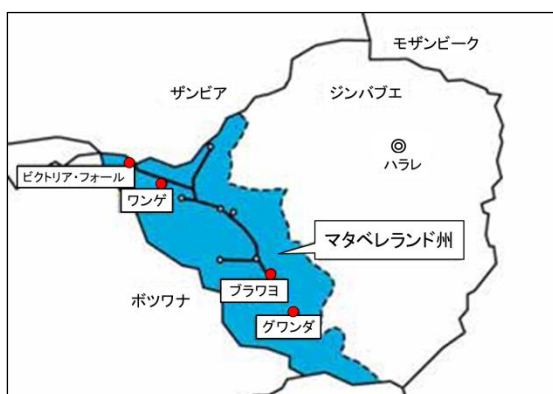 モザンビーク
ザンビア
ジンバブエ
ハラレ
ビクトリア・フォール
ワンゲ
マタベレランド州
ボツワナ
ブラワヨ
グワンダ